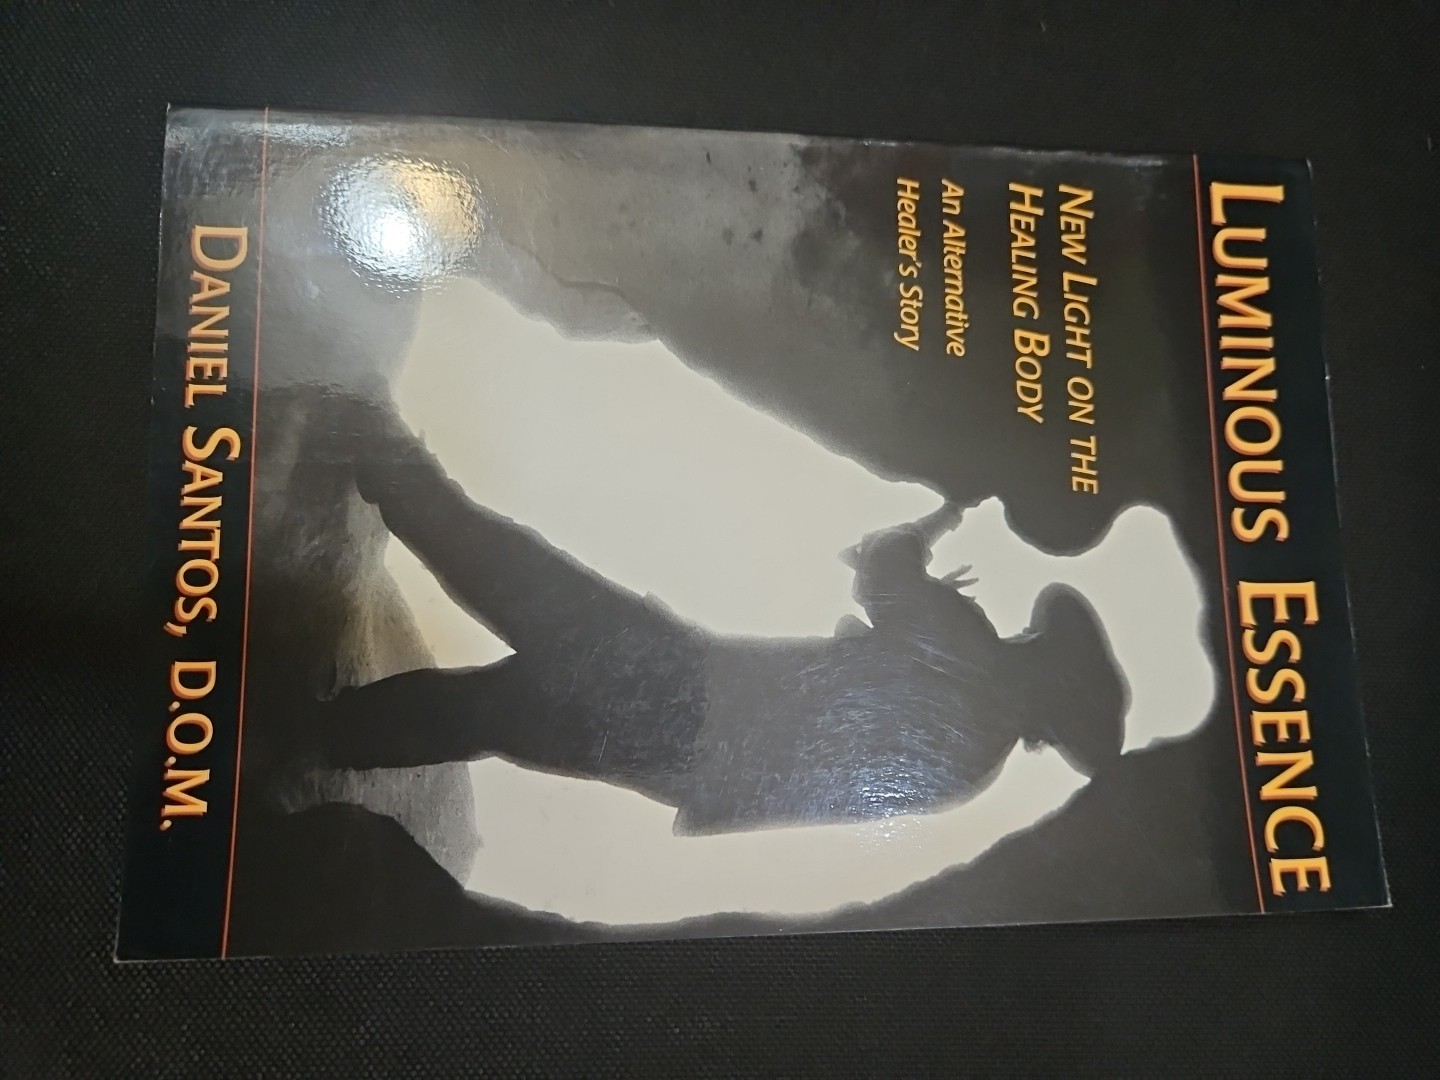 LUMINOUS ESSENCE
NEW LIGHT ON THE
HEALING BODY
An Alternative
Healer's Story
DANIEL SANTOS, D.O.M.